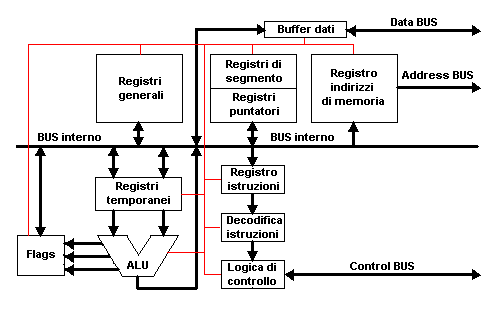 Buffer dati
Data BUS
Registri
generali
Registri di
segmento
Registri
puntatori
Registro
indirizzi
di memoria
Address BUS
BUS interno
BUS interno
Registri
temporanei
Registro
istruzioni
Decodifica
istruzioni
Flags
ALU
Logica di
controllo
Control BUS